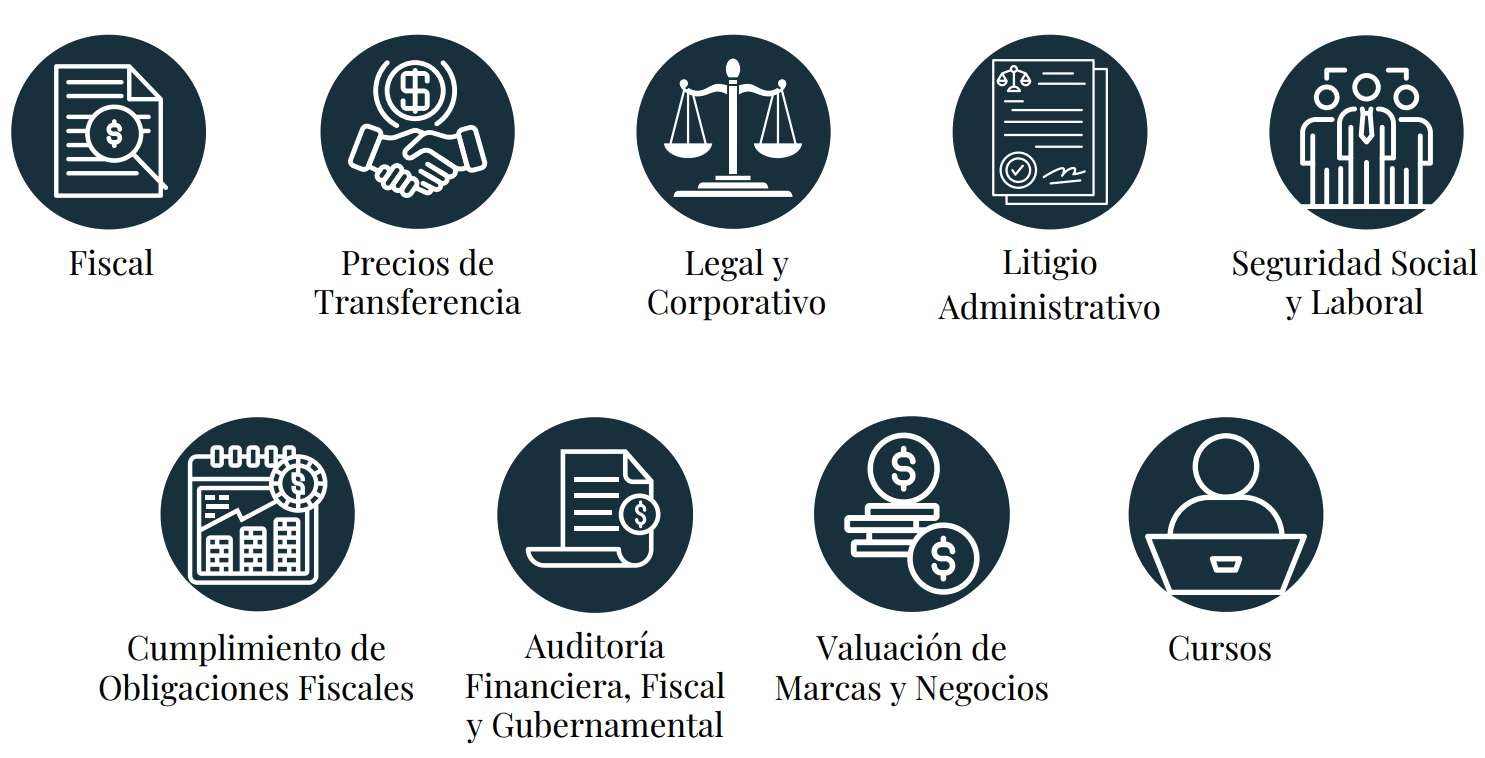 Fiscal
Precios de
Transferencia
Legal y
Corporativo
Litigio
Administrativo
Seguridad Social
y Laboral
Cumplimiento de
Obligaciones Fiscales
Auditoría
Financiera, Fiscal
y Gubernamental
Valuación de
Marcas y Negocios
Cursos